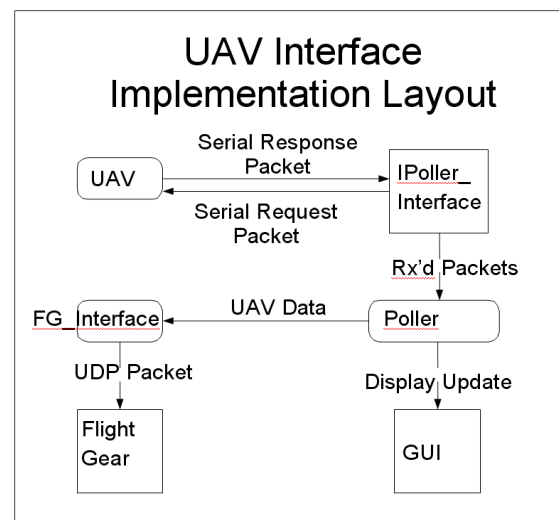 UAV Interface
Implementation Layout
Serial Response
Packet
UAV
IPoller_
Interface
Serial Request
Packet
Rx'd Packets
FG_Interface
UAV Data
Poller
UDP Packet
Display Update
Flight
Gear
GUI